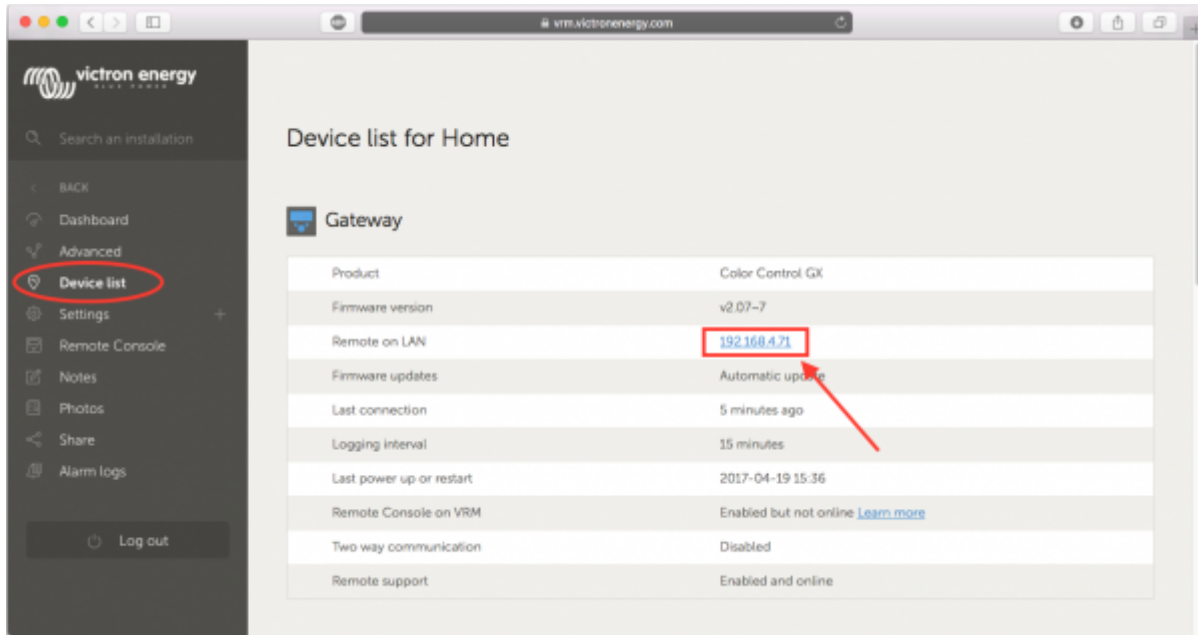 vrm.victronenergy.com
victron energy
BLUE POWER
Search an installation
BACK
Dashboard
Advanced
Device list
Settings
Remote Console
Notes
Photos
Share
Alarm logs
Log out
Device list for Home
Gateway
Product Color Control GX
Firmware version v2.07-7
Remote on LAN 192.168.4.71
Firmware updates Automatic update
Last connection 5 minutes ago
Logging interval 15 minutes
Last power up or restart 2017-04-19 15:36
Remote Console on VRM Enabled but not online Learn more
Two way communication Disabled
Remote support Enabled and online